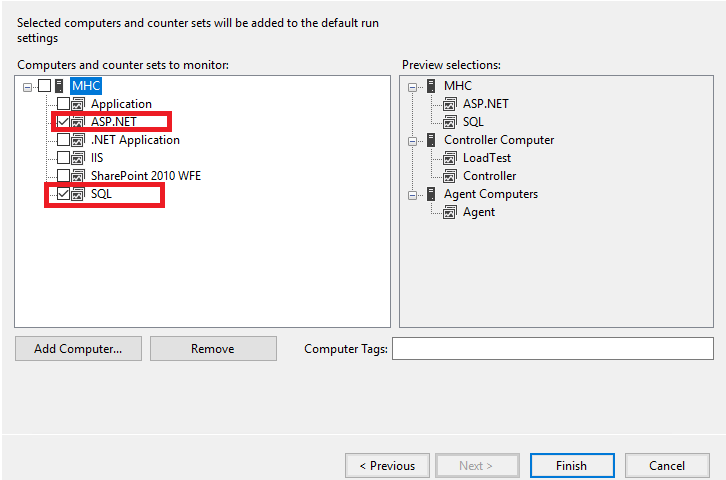 Selected computers and counter sets will be added to the default run
settings
Computers and counter sets to monitor:
MHC
Application
ASP.NET
.NET Application
IIS
SharePoint 2010 WFE
SQL
Preview selections:
MHC
ASP.NET
SQL
Controller Computer
LoadTest
Controller
Agent Computers
Agent
Add Computer...
Remove
Computer Tags:
< Previous
Next >
Finish
Cancel